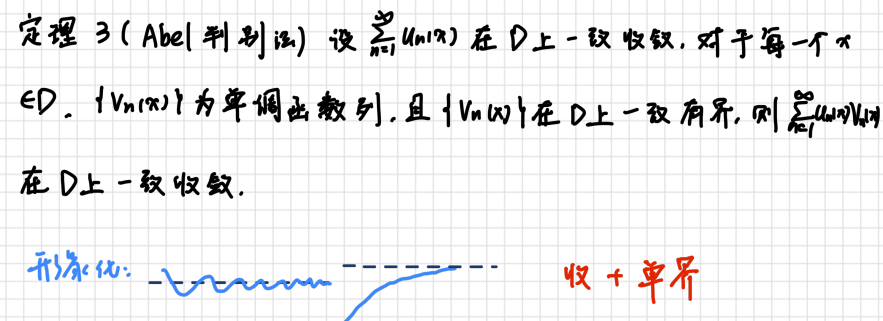 定理 3 (Abel 判别法) 设 $\sum_{n=1}^{\infty} u_n(x)$ 在 D上一致收敛. 对于每一个 x
∈D. {Vn(x)} 为单调函数列. 且 {Vn(x)} 在 D上一致有界, 则 $\sum_{n=1}^{\infty} u_n(x)V_n(x)$
在 D上一致收敛.
形象化: 收 + 单界